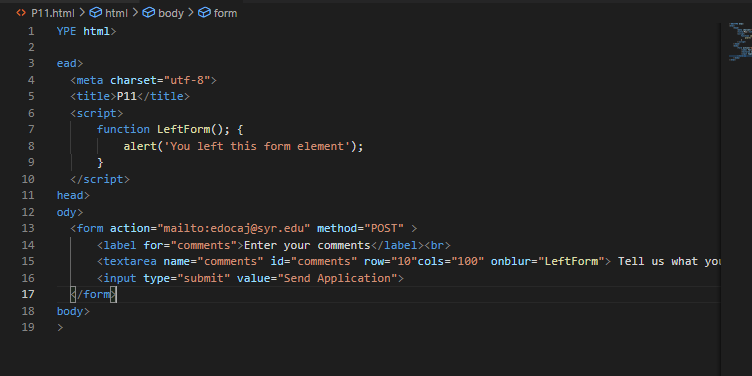 P11.html > html > body > form
1 YPE html>
2
3 ead>
4 <meta charset="utf-8">
5 <title>P11</title>
6 <script>
7 function LeftForm(); {
8 alert('You left this form element');
9 }
10 </script>
11 head>
12 ody>
13 <form action="mailto:edocaj@syr.edu" method="POST" >
14 <label for="comments">Enter your comments</label><br>
15 <textarea name="comments" id="comments" row="10"cols="100" onblur="LeftForm"> Tell us what you
16 <input type="submit" value="Send Application">
17 </form>
18 body>
19 >